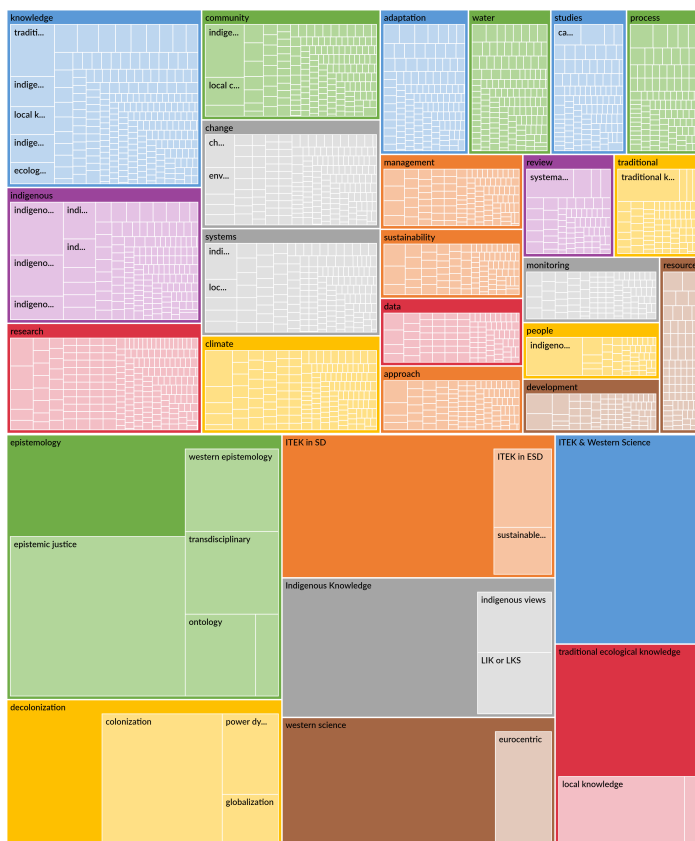 knowledge
traditi...
indige...
local k...
indige...
ecolog...
community
indige...
local c...
adaptation
water
studies
ca...
process
change
ch...
env...
management
review
systema...
traditional
traditional k...
indigenous
indigeno...
indi...
ind...
indigeno...
indigeno...
systems
indi...
loc...
sustainability
monitoring
resource
data
people
indigeno...
research
climate
approach
development
epistemology
western epistemology
epistemic justice
transdisciplinary
ontology
ITEK in SD
ITEK in ESD
sustainable...
ITEK & Western Science
Indigenous Knowledge
indigenous views
LIK or LKS
traditional ecological knowledge
local knowledge
decolonization
colonization
power dy...
globalization
western science
eurocentric